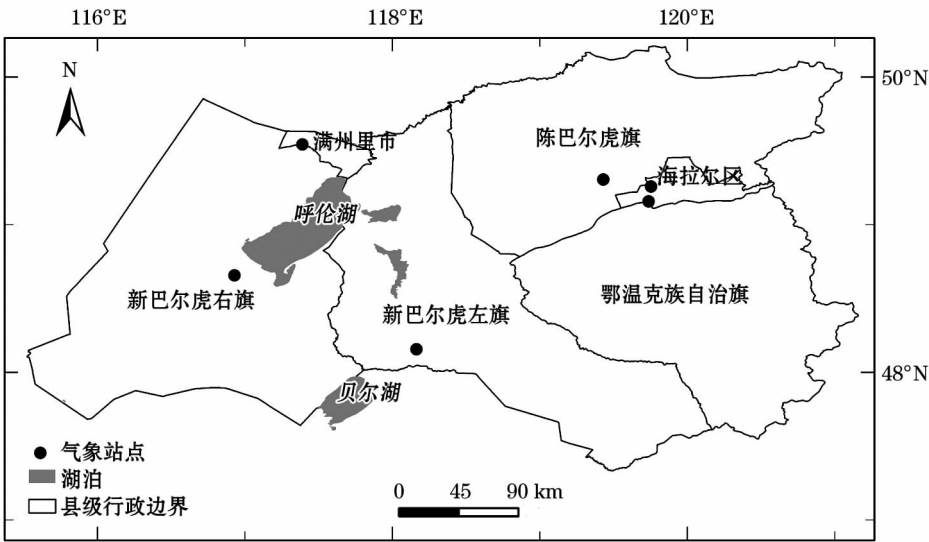 116°E
118°E
120°E
N
50°N
满州里市
陈巴尔虎旗
海拉尔区
呼伦湖
新巴尔虎右旗
新巴尔虎左旗
鄂温克族自治旗
48°N
贝尔湖
气象站点
湖泊
县级行政边界
0 45 90 km